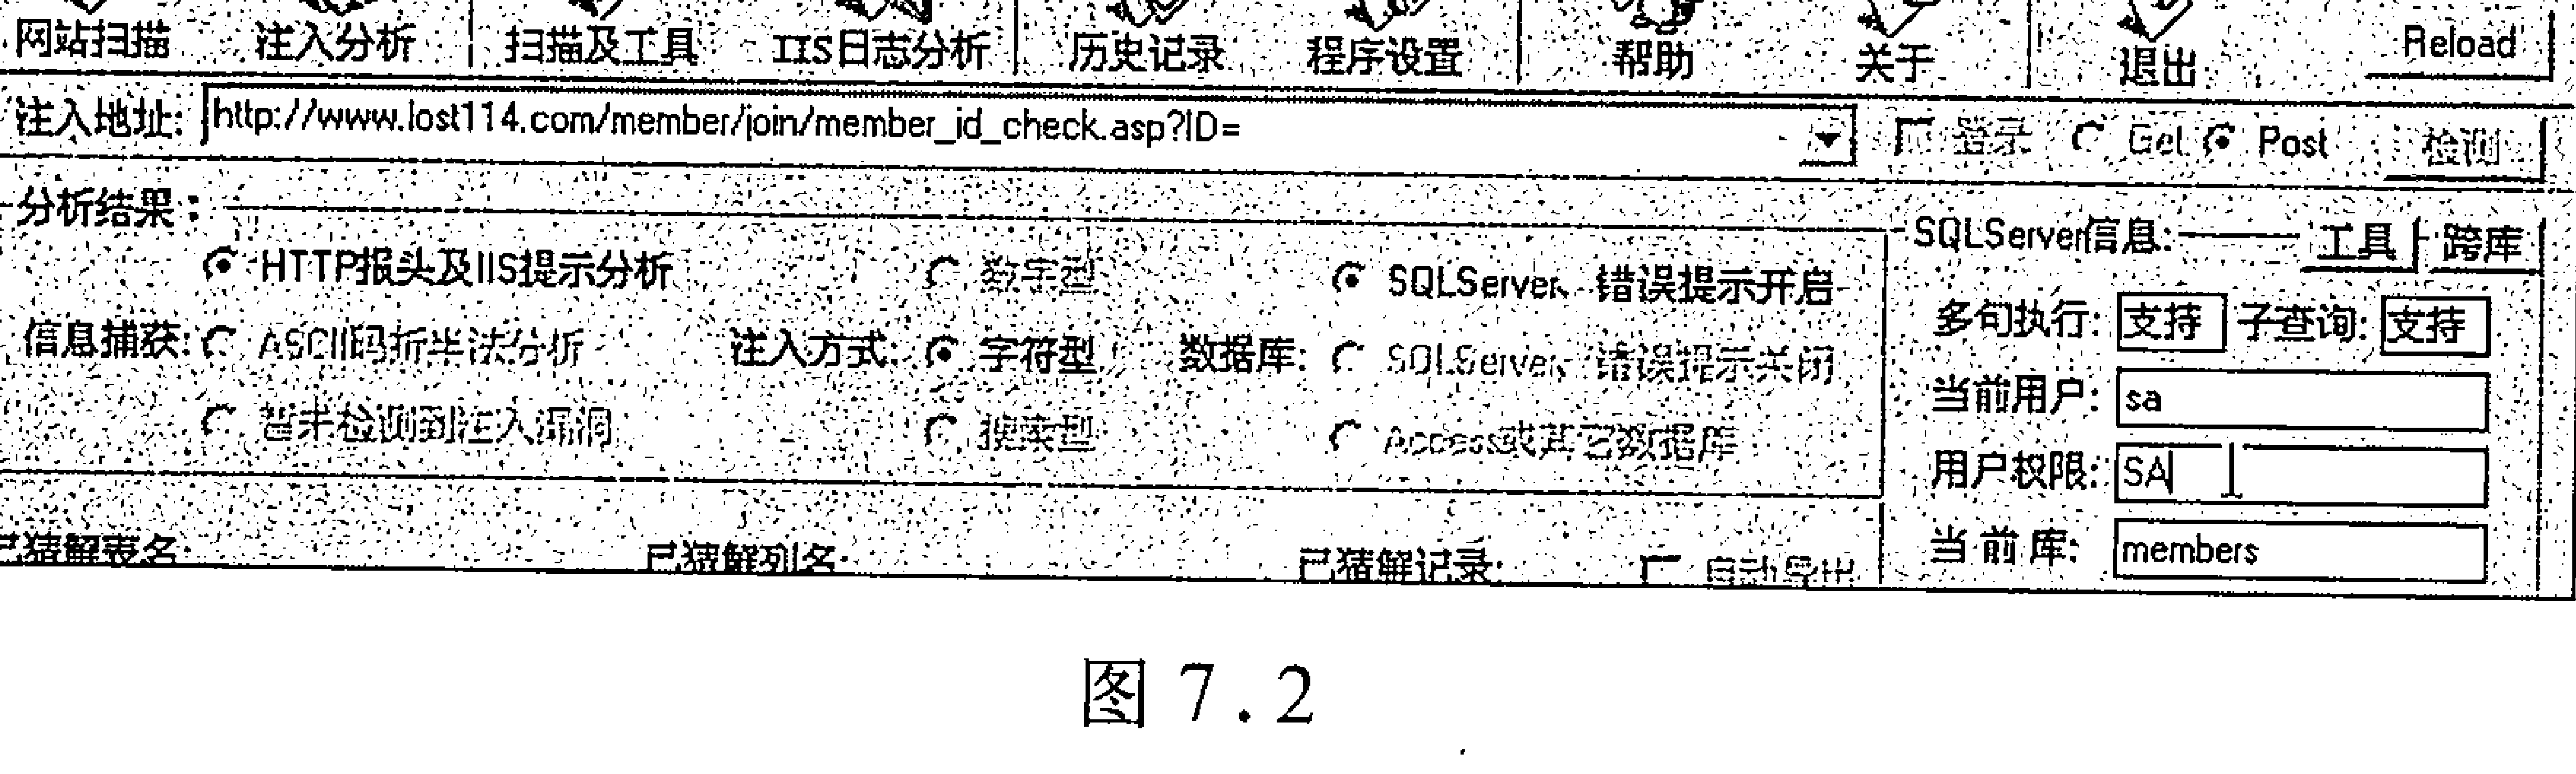 网站扫描 注入分析 扫描及工具 IIS日志分析 历史记录 程序设置 帮助 关于 退出 Reload
注入地址: http://www.lost114.com/member/join/member_id_check.asp?ID= 登录 Get Post 检测
分析结果: SQLServer信息: 工具 跨库
HTTP报头及IIS提示分析 数字型 SQLServer、错误提示开启
多句执行: 支持 子查询: 支持
信息捕获: ASCII码折半法分析 注入方式: 字符型 数据库: SQLServer、错误提示关闭
当前用户: sa
暂未检测到注入漏洞 搜索型 Access或其它数据库
用户权限: SA
已猜解表名: 已猜解列名: 已猜解记录: 自动导出
当前库: members
图 7.2